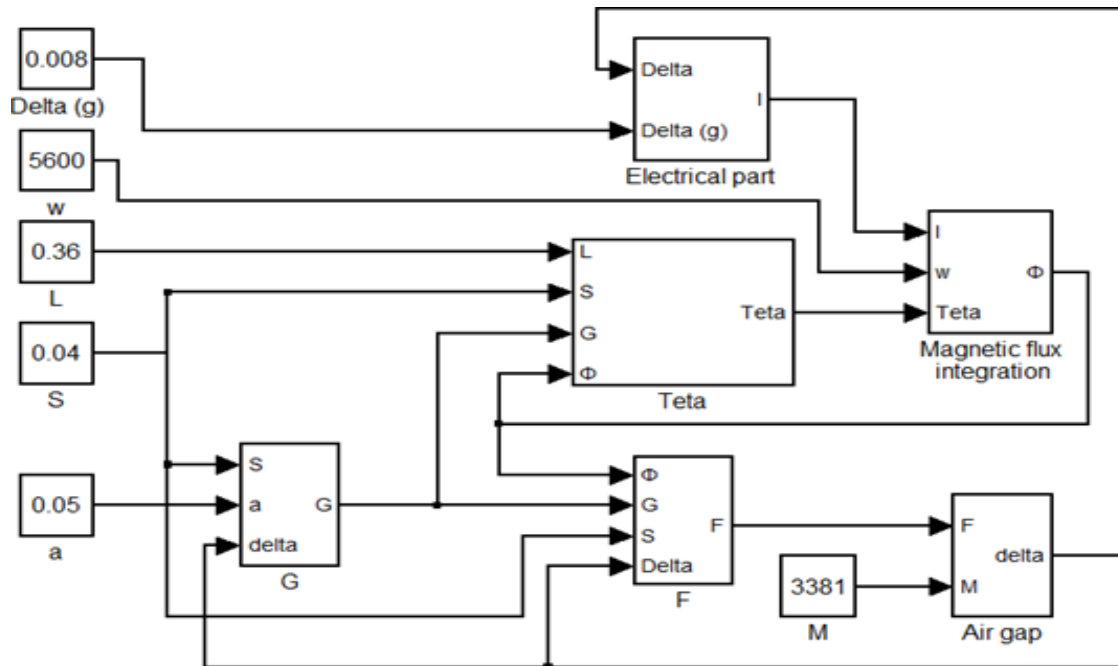 0.008
Delta (g)
5600
w
0.36
L
0.04
S
0.05
a
Delta
Delta (g)
I
Electrical part
L
S
G
Φ
Teta
Teta
I
w
Teta
Φ
Magnetic flux
integration
S
a
delta
G
G
Φ
G
S
Delta
F
F
3381
M
F
M
delta
Air gap